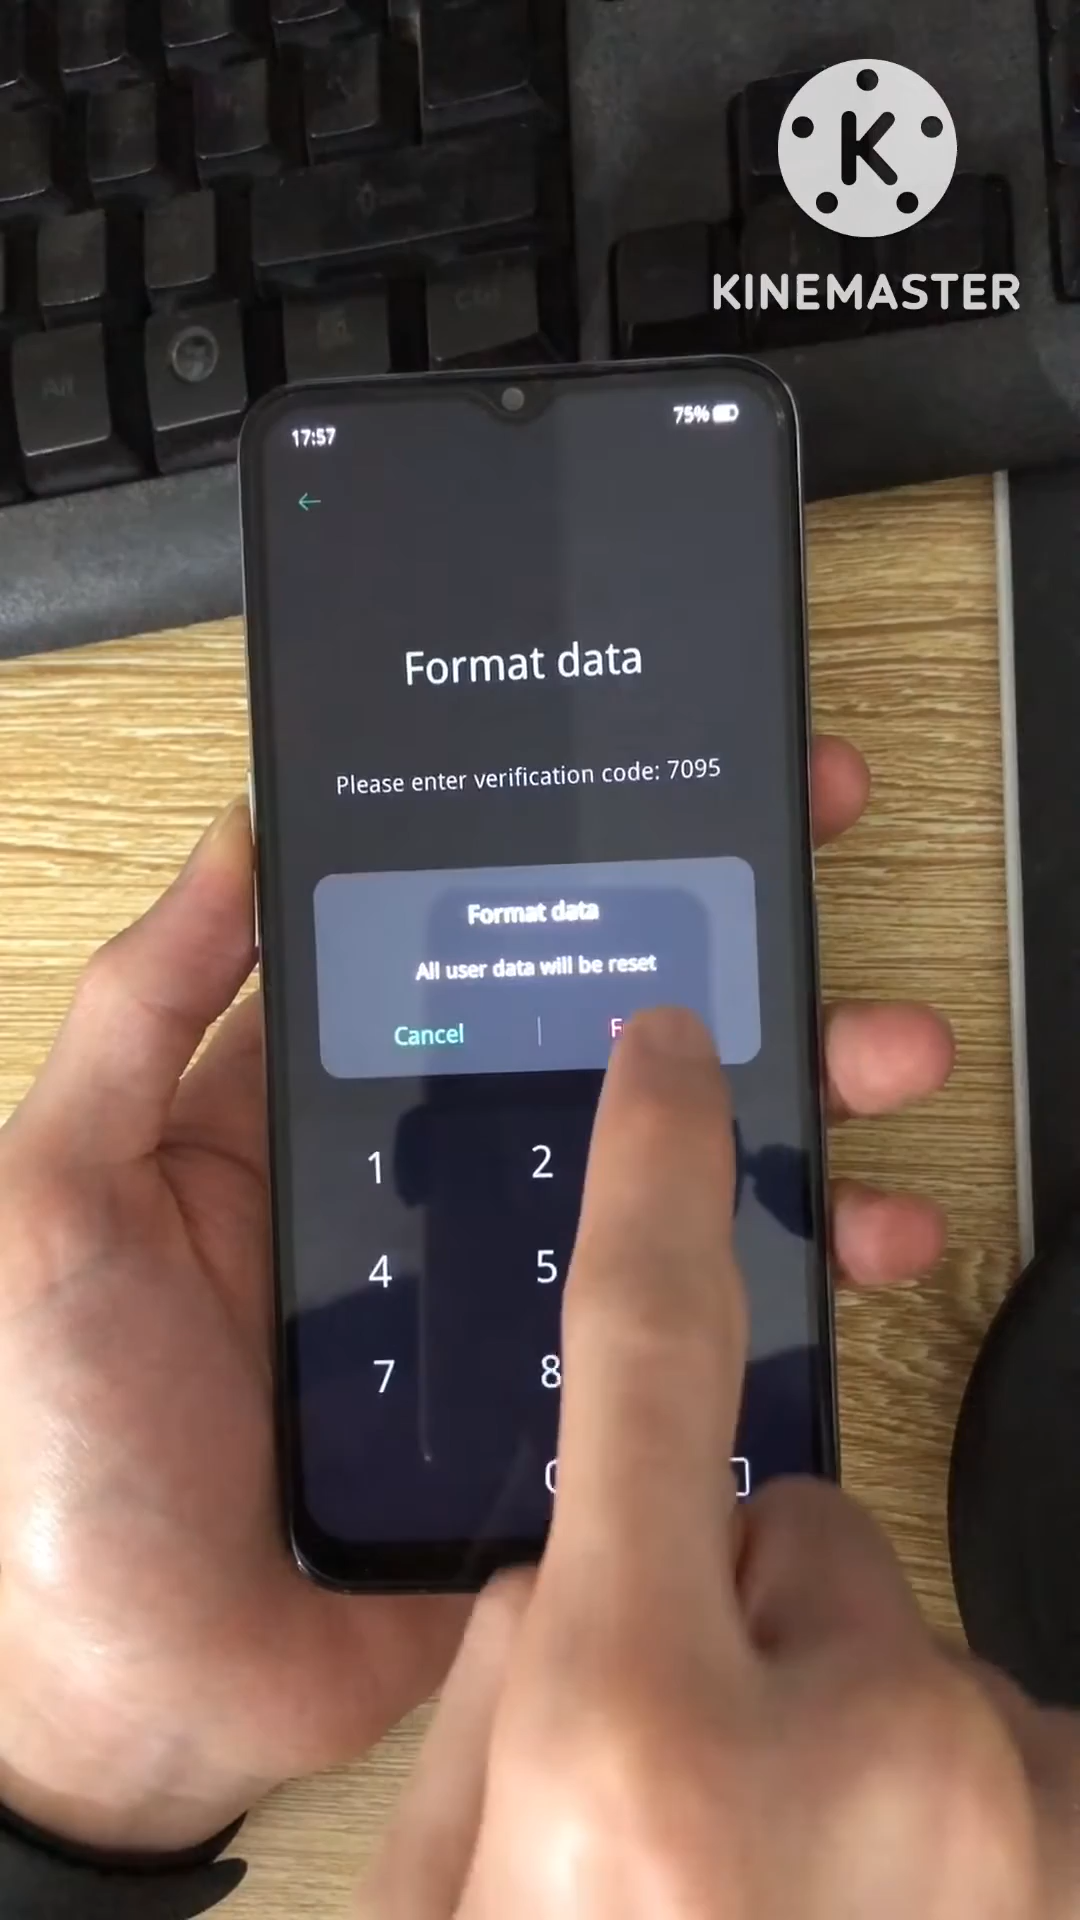 KINEMASTER
17:57
75%
Format data
Please enter verification code: 7095
Format data
All user data will be reset
Cancel
1 2
4 5
7 8
Alt